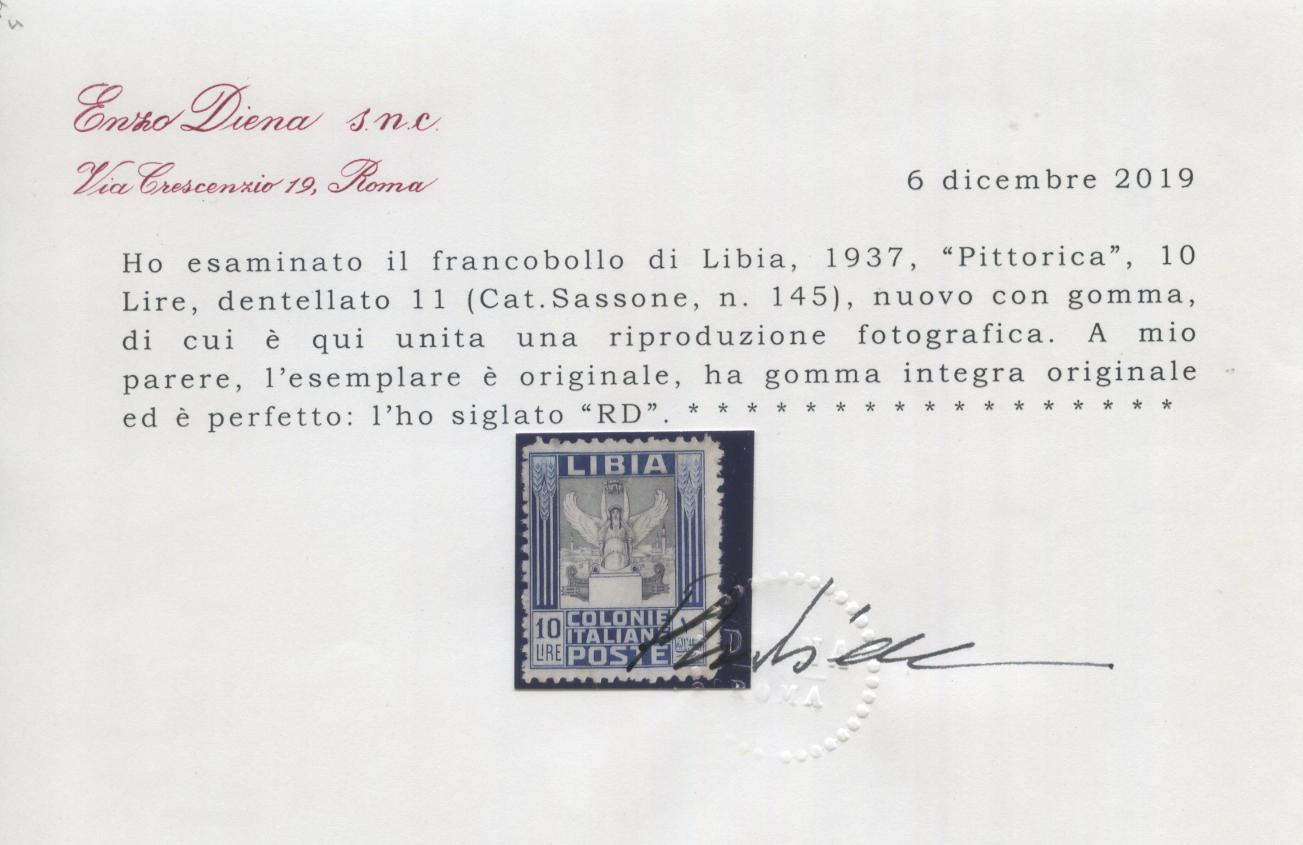 Enzo Diena s.n.c.
Via Crescenzio 19, Roma
6 dicembre 2019
Ho esaminato il francobollo di Libia, 1937, “Pittorica”, 10
Lire, dentellato 11 (Cat.Sassone, n. 145), nuovo con gomma,
di cui è qui unita una riproduzione fotografica. A mio
parere, l’esemplare è originale, ha gomma integra originale
ed è perfetto: l’ho siglato “RD”. * * * * * * * * * * * * * * * * *
LIBIA
10
LIRE
COLONIE
ITALIANE
POSTE
ROMA